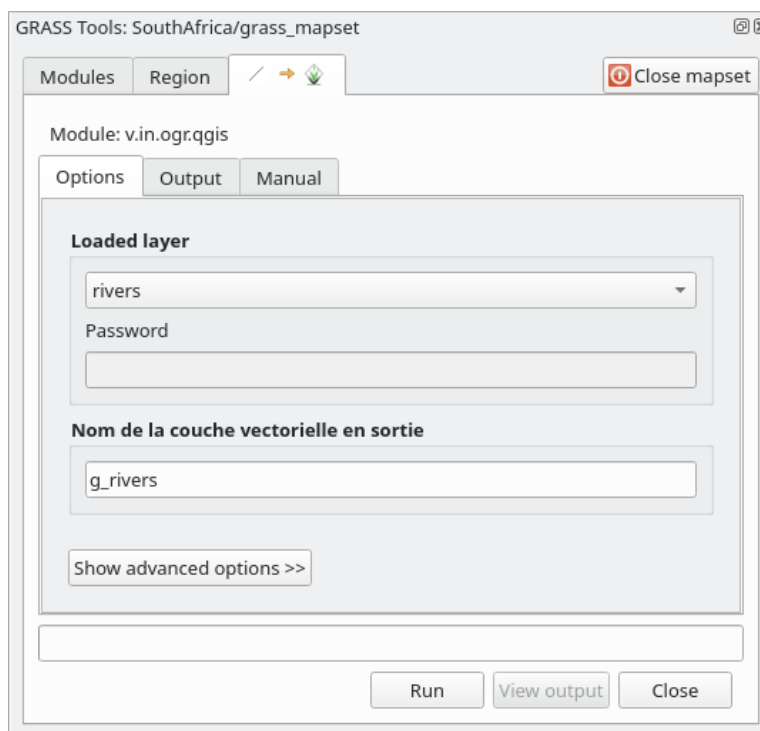 GRASS Tools: SouthAfrica/grass_mapset
Modules Region Close mapset
Module: v.in.ogr.qgis
Options Output Manual
Loaded layer
rivers
Password
Nom de la couche vectorielle en sortie
g_rivers
Show advanced options >>
Run View output Close